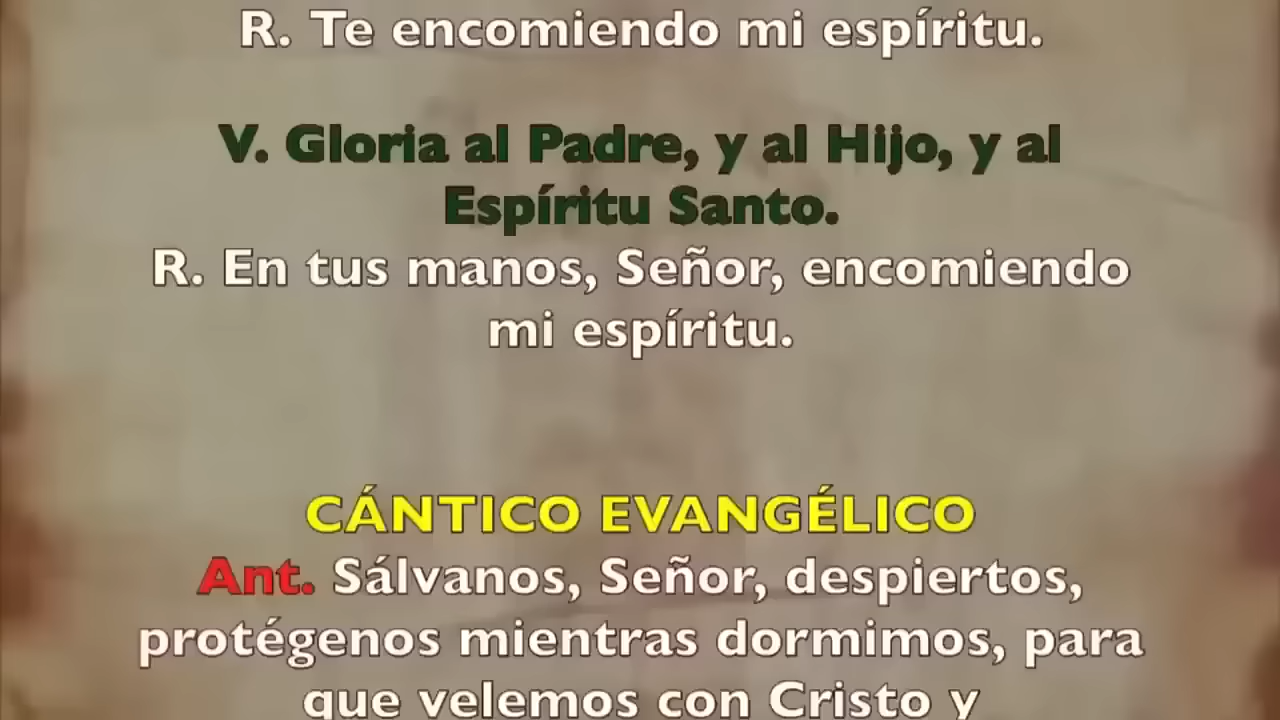 R. Te encomiendo mi espíritu.
V. Gloria al Padre, y al Hijo, y al
Espíritu Santo.
R. En tus manos, Señor, encomiendo
mi espíritu.
CÁNTICO EVANGÉLICO
Ant. Sálvanos, Señor, despiertos,
protégenos mientras dormimos, para
que velemos con Cristo y